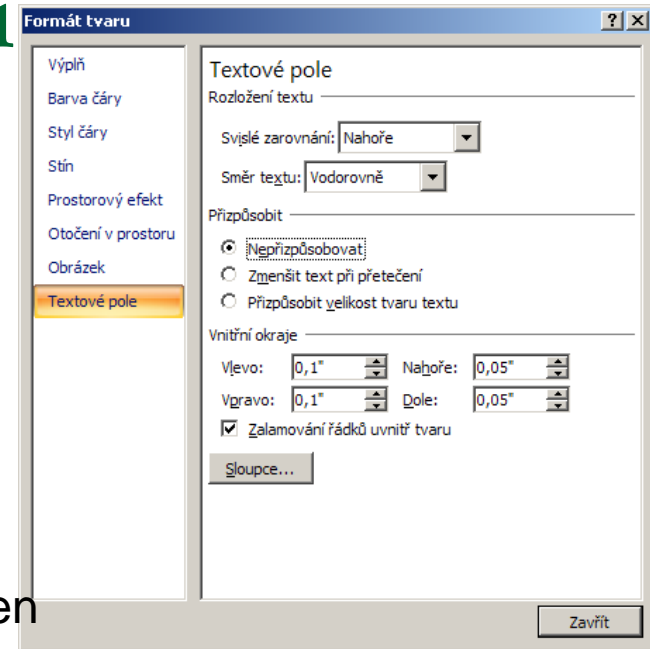 Formát tvaru
Výplň
Barva čáry
Styl čáry
Stín
Prostorový efekt
Otočení v prostoru
Obrázek
Textové pole
Textové pole
Rozložení textu
Svislé zarovnání: Nahoře
Směr textu: Vodorovně
Přizpůsobit
Nepřizpůsobovat
Zmenšit text při přetečení
Přizpůsobit velikost tvaru textu
Vnitřní okraje
Vlevo: 0,1" Nahoře: 0,05"
Vpravo: 0,1" Dole: 0,05"
Zalamování řádků uvnitř tvaru
Sloupce...
en
Zavřít